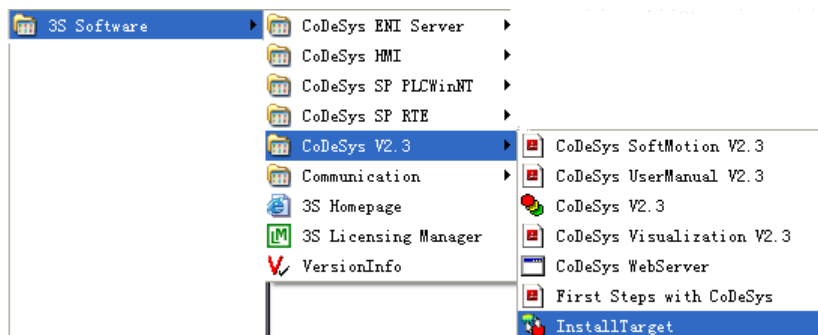 3S Software
CoDeSys ENI Server
CoDeSys HMI
CoDeSys SP PLCWinNT
CoDeSys SP RTE
CoDeSys V2.3
Communication
3S Homepage
3S Licensing Manager
VersionInfo
CoDeSys SoftMotion V2.3
CoDeSys UserManual V2.3
CoDeSys V2.3
CoDeSys Visualization V2.3
CoDeSys WebServer
First Steps with CoDeSys
InstallTarget